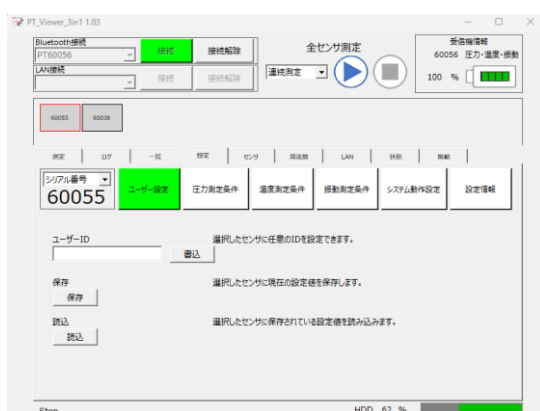 PT_Viewer_3in1 1.03
Bluetooth接続
PT60056
接続
接続解除
LAN接続
接続
接続解除
全センサ測定
連続測定
受信機情報
60056 圧力・温度・振動
100 %
60055
60038
測定 ログ 一覧 設定 センサ 周波数 LAN 状態 振動
シリアル番号
60055
ユーザー設定
圧力測定条件
温度測定条件
振動測定条件
システム動作設定
設定情報
ユーザーID
書込
選択したセンサに任意のIDを設定できます。
保存
保存
選択したセンサに現在の設定値を保存します。
読込
読込
選択したセンサに保存されている設定値を読み込みます。
Stop
HDD 62 %